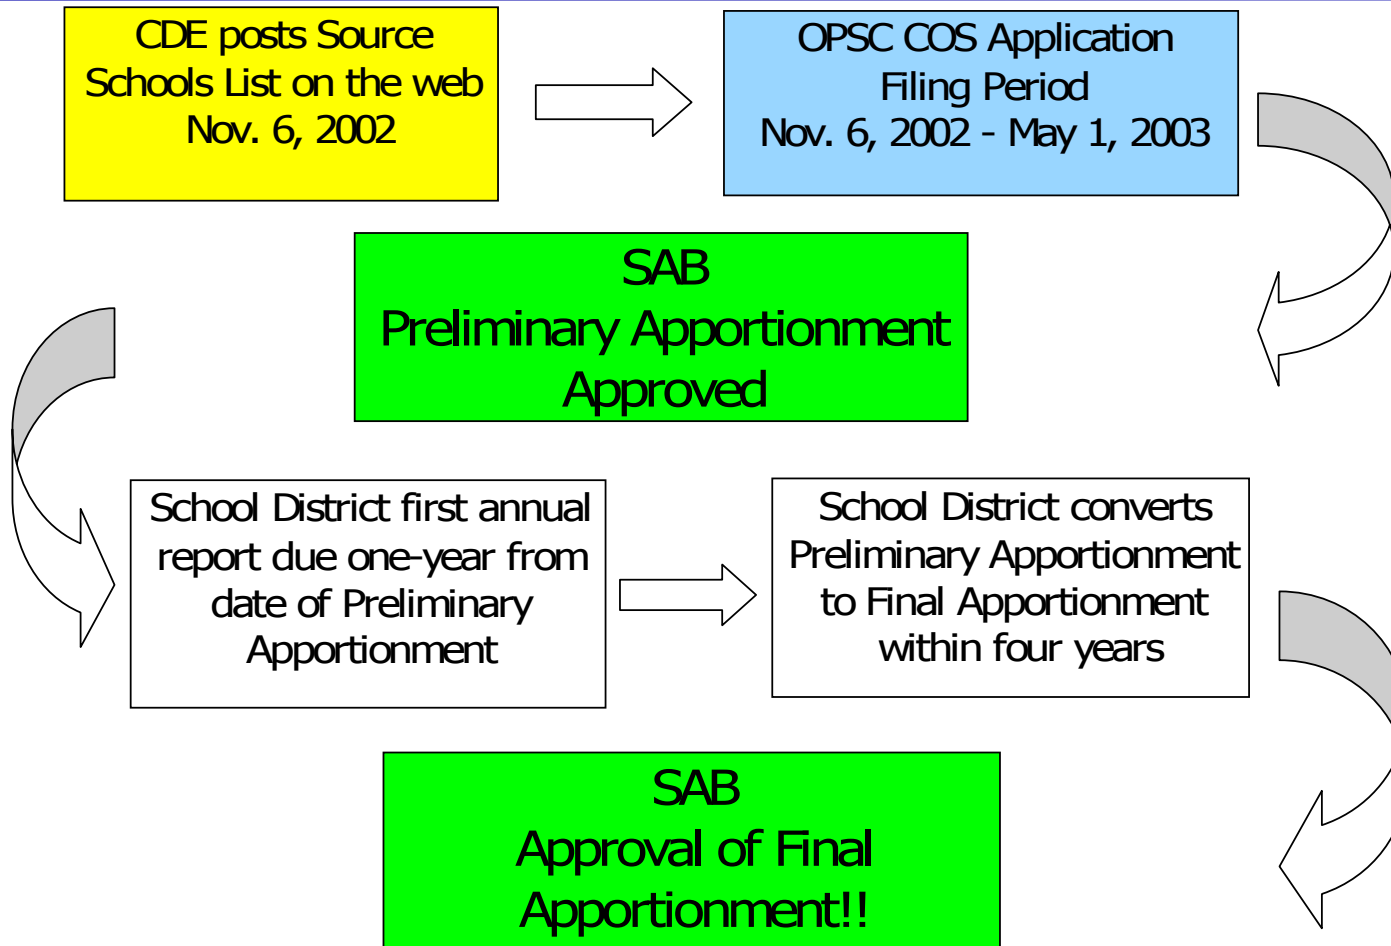 CDE posts Source
Schools List on the web
Nov. 6, 2002
OPSC COS Application
Filing Period
Nov. 6, 2002 - May 1, 2003
SAB
Preliminary Apportionment
Approved
School District first annual
report due one-year from
date of Preliminary
Apportionment
School District converts
Preliminary Apportionment
to Final Apportionment
within four years
SAB
Approval of Final
Apportionment!!